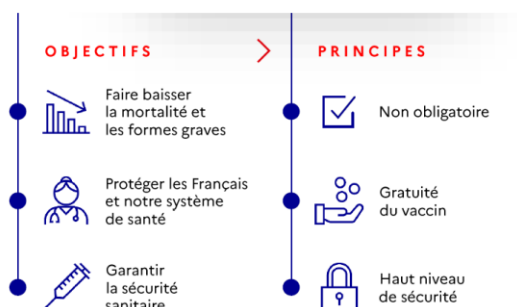 OBJECTIFS
Faire baisser
la mortalité et
les formes graves
Protéger les Français
et notre système
de santé
Garantir
la sécurité
sanitaire
PRINCIPES
Non obligatoire
Gratuité
du vaccin
Haut niveau
de sécurité